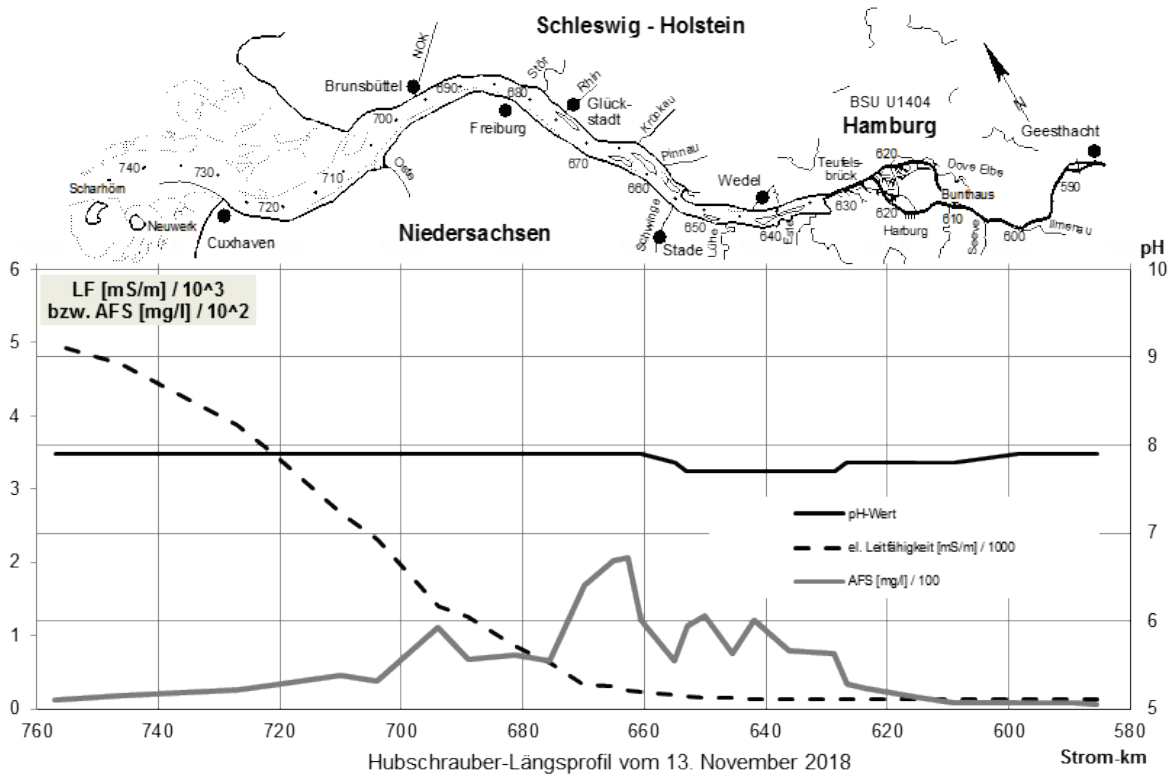 Schleswig - Holstein
NOK
Brunsbüttel
690
Stör
680
Rhin
Glück-
stadt
BSU U1404
N
700
Freiburg
Krückau
Hamburg
Geesthacht
740
730
710
Oste
670
Pinnau
Teufels-
brück
620
Dove Elbe
590
Scharhörn
660
Wedel
Bunthaus
Neuwerk
720
Cuxhaven
Niedersachsen
Schwinge
Stade
650
Lühe
640
Este
630
620
Harburg
610
Seeve
600
Ilmenau
pH
LF [mS/m] / 10^3
bzw. AFS [mg/l] / 10^2
6
5
4
3
2
1
0
10
9
8
7
6
5
pH-Wert
el. Leitfähigkeit [mS/m] / 1000
AFS [mg/l] / 100
760 740 720 700 680 660 640 620 600 580
Hubschrauber-Längsprofil vom 13. November 2018
Strom-km